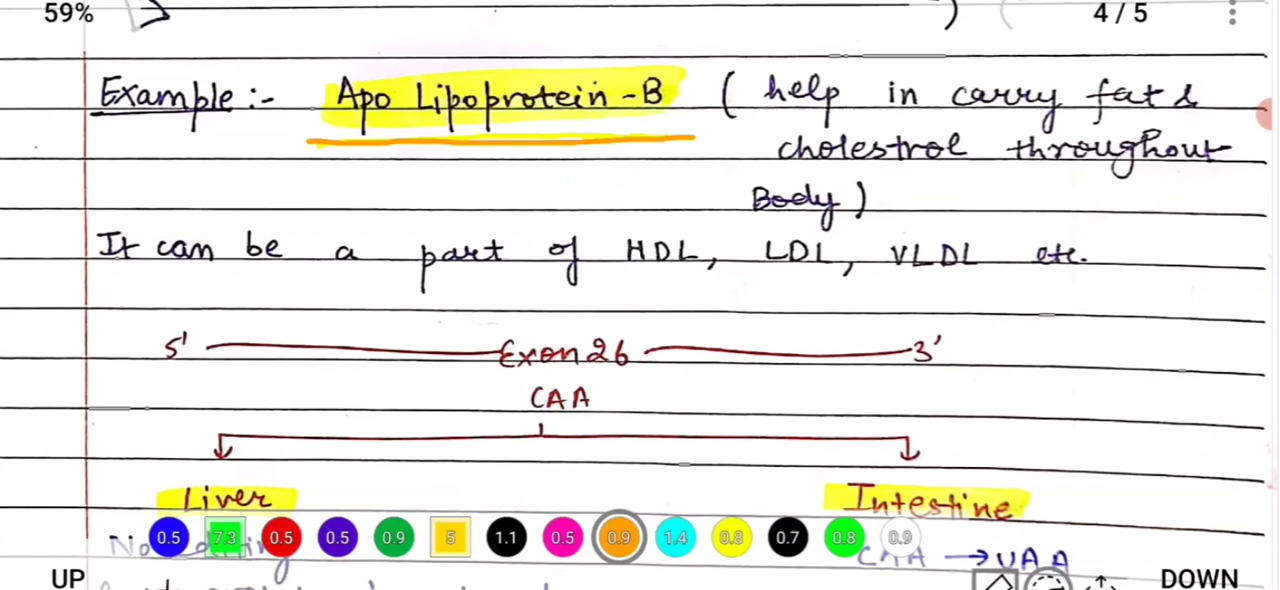 59%
4 / 5
Example :- Apo Lipoprotein - B ( help in carry fat &
cholestrol throughout
Body )
It can be a part of HDL, LDL, VLDL etc.
5' Exon 26 3'
CAA
Liver Intestine
No
0.5 7.3 0.5 0.5 0.9 5 1.1 0.5 0.9 1.4 0.8 0.7 0.8 0.9
CAA → UAA
UP DOWN